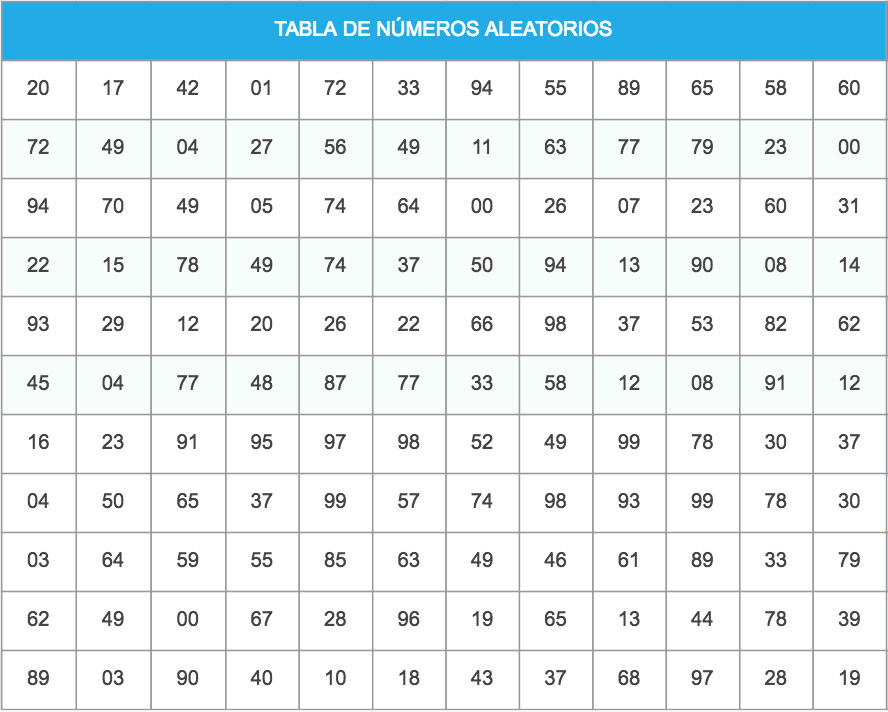 TABLA DE NÚMEROS ALEATORIOS
20 17 42 01 72 33 94 55 89 65 58 60
72 49 04 27 56 49 11 63 77 79 23 00
94 70 49 05 74 64 00 26 07 23 60 31
22 15 78 49 74 37 50 94 13 90 08 14
93 29 12 20 26 22 66 98 37 53 82 62
45 04 77 48 87 77 33 58 12 08 91 12
16 23 91 95 97 98 52 49 99 78 30 37
04 50 65 37 99 57 74 98 93 99 78 30
03 64 59 55 85 63 49 46 61 89 33 79
62 49 00 67 28 96 19 65 13 44 78 39
89 03 90 40 10 18 43 37 68 97 28 19